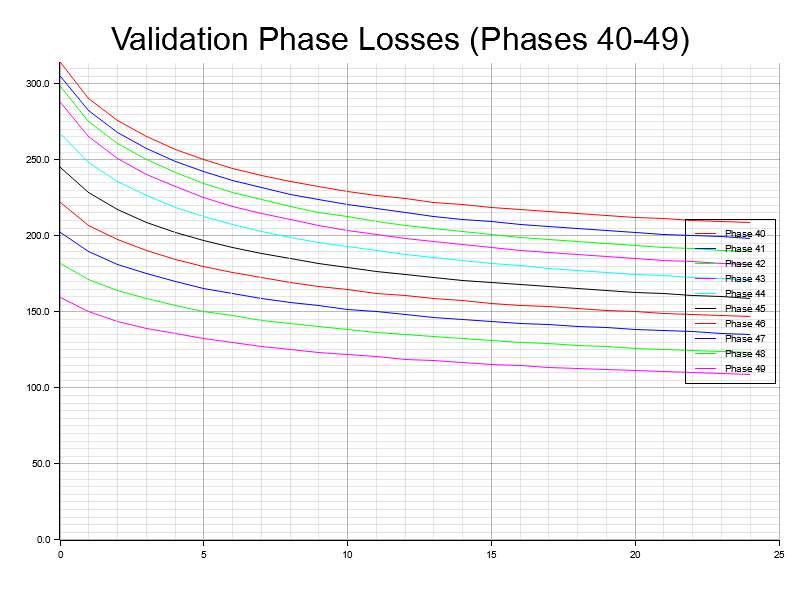 Validation Phase Losses (Phases 40-49)
300.0
250.0
200.0
150.0
100.0
50.0
0.0
Phase 40
Phase 41
Phase 42
Phase 43
Phase 44
Phase 45
Phase 46
Phase 47
Phase 48
Phase 49
0 5 10 15 20 25